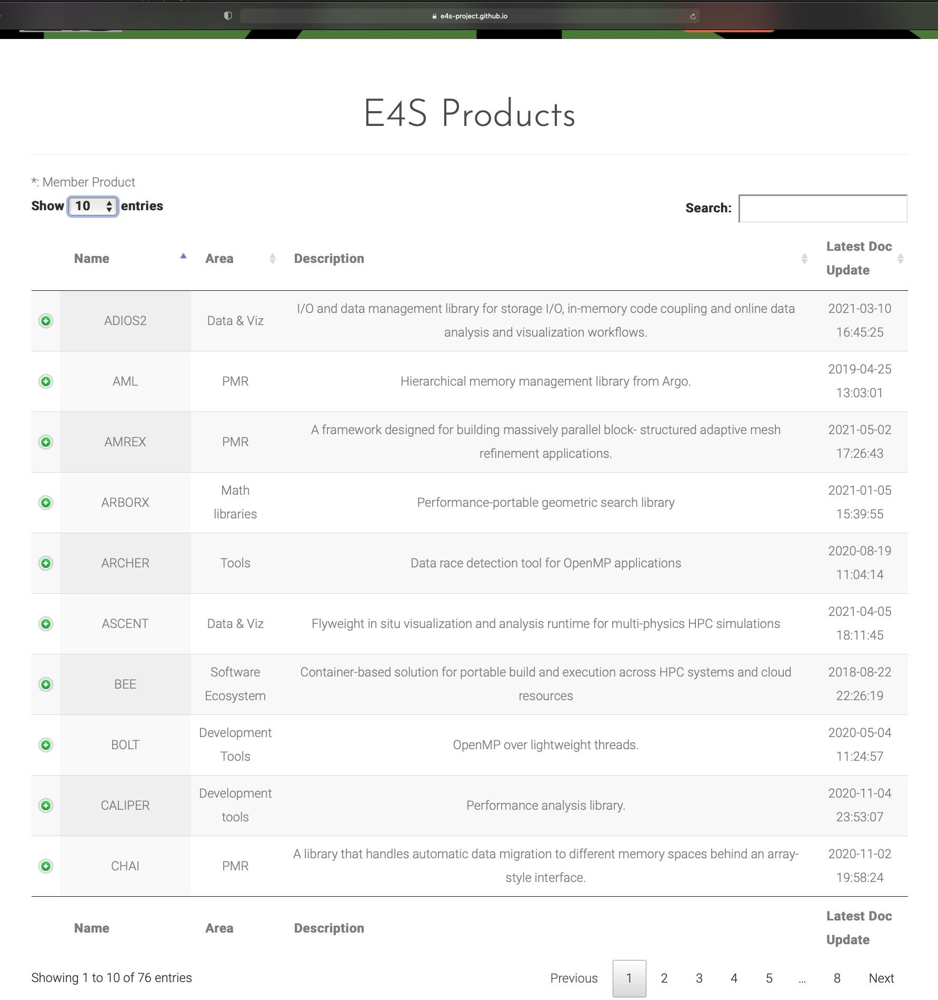 e4s-project.github.io
E4S Products
*: Member Product
Show 10 entries
Search:
Name Area Description Latest Doc
Update
ADIOS2 Data & Viz I/O and data management library for storage I/O, in-memory code coupling and online data
analysis and visualization workflows. 2021-03-10
16:45:25
AML PMR Hierarchical memory management library from Argo. 2019-04-25
13:03:01
AMREX PMR A framework designed for building massively parallel block- structured adaptive mesh
refinement applications. 2021-05-02
17:26:43
ARBORX Math
libraries Performance-portable geometric search library 2021-01-05
15:39:55
ARCHER Tools Data race detection tool for OpenMP applications 2020-08-19
11:04:14
ASCENT Data & Viz Flyweight in situ visualization and analysis runtime for multi-physics HPC simulations 2021-04-05
18:11:45
BEE Software
Ecosystem Container-based solution for portable build and execution across HPC systems and cloud
resources 2018-08-22
22:26:19
BOLT Development
Tools OpenMP over lightweight threads. 2020-05-04
11:24:57
CALIPER Development
tools Performance analysis library. 2020-11-04
23:53:07
CHAI PMR A library that handles automatic data migration to different memory spaces behind an array-
style interface. 2020-11-02
19:58:24
Name Area Description Latest Doc
Update
Showing 1 to 10 of 76 entries
Previous 1 2 3 4 5 … 8 Next